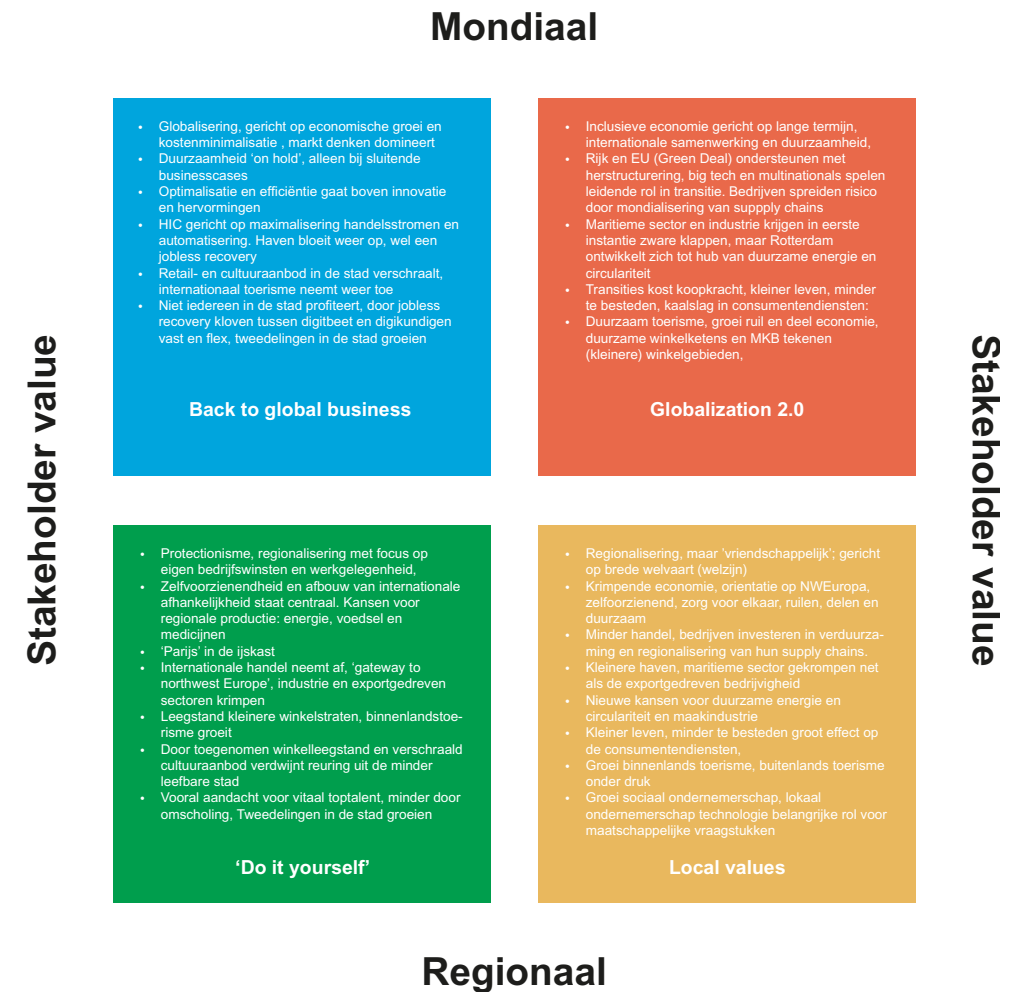 Mondiaal
Stakeholder value
• Globalisering, gericht op economische groei en
kostenminimalisatie , markt denken domineert
• Duurzaamheid ‘on hold’, alleen bij sluitende
businesscases
• Optimalisatie en efficiëntie gaat boven innovatie
en hervormingen
• HIC gericht op maximalisering handelsstromen en
automatisering. Haven bloeit weer op, wel een
jobless recovery
• Retail- en cultuuraanbod in de stad verschraalt,
internationaal toerisme neemt weer toe
• Niet iedereen in de stad profiteert, door jobless
recovery kloven tussen digitbeet en digikundigen
vast en flex, tweedelingen in de stad groeien
Back to global business
• Inclusieve economie gericht op lange termijn,
internationale samenwerking en duurzaamheid,
• Rijk en EU (Green Deal) ondersteunen met
herstructurering, big tech en multinationals spelen
leidende rol in transitie. Bedrijven spreiden risico
door mondialisering van suppply chains
• Maritieme sector en industrie krijgen in eerste
instantie zware klappen, maar Rotterdam
ontwikkelt zich tot hub van duurzame energie en
circulariteit
• Transities kost koopkracht, kleiner leven, minder
te besteden, kaalslag in consumentendiensten:
• Duurzaam toerisme, groei ruil en deel economie,
duurzame winkelketens en MKB tekenen
(kleinere) winkelgebieden,
Globalization 2.0
Stakeholder value
• Protectionisme, regionalisering met focus op
eigen bedrijfswinsten en werkgelegenheid,
• Zelfvoorzienendheid en afbouw van internationale
afhankelijkheid staat centraal. Kansen voor
regionale productie: energie, voedsel en
medicijnen
• ‘Parijs’ in de ijskast
• Internationale handel neemt af, ‘gateway to
northwest Europe’, industrie en exportgedreven
sectoren krimpen
• Leegstand kleinere winkelstraten, binnenlandstoe-
risme groeit
• Door toegenomen winkelleegstand en verschraald
cultuuraanbod verdwijnt reuring uit de minder
leefbare stad
• Vooral aandacht voor vitaal toptalent, minder door
omscholing, Tweedelingen in de stad groeien
‘Do it yourself’
• Regionalisering, maar ’vriendschappelijk’; gericht
op brede welvaart (welzijn)
• Krimpende economie, orientatie op NWEuropa,
zelfoorzienend, zorg voor elkaar, ruilen, delen en
duurzaam
• Minder handel, bedrijven investeren in verduurza-
ming en regionalisering van hun supply chains.
• Kleinere haven, maritieme sector gekrompen net
als de exportgedreven bedrijvigheid
• Nieuwe kansen voor duurzame energie en
circulariteit en maakindustrie
• Kleiner leven, minder te besteden groot effect op
de consumentendiensten,
• Groei binnenlands toerisme, buitenlands toerisme
onder druk
• Groei sociaal ondernemerschap, lokaal
ondernemerschap technologie belangrijke rol voor
maatschappelijke vraagstukken
Local values
Regionaal